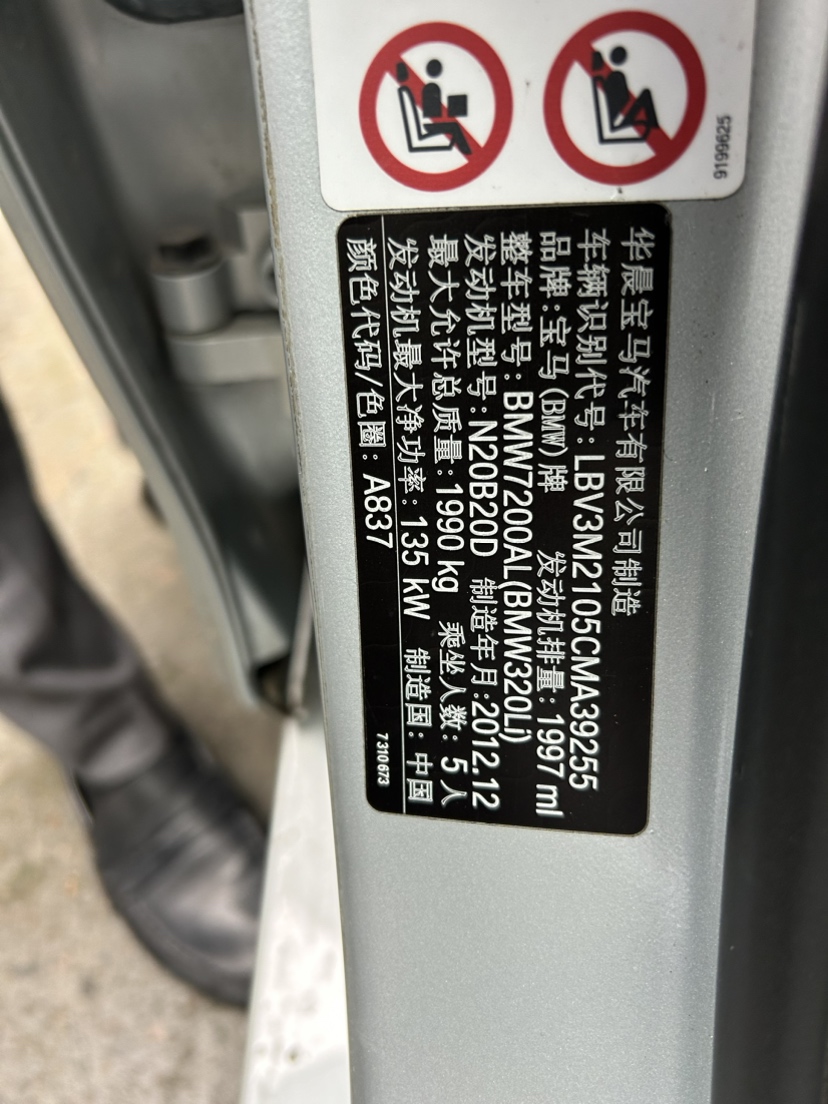 9199625
华晨宝马汽车有限公司制造
车辆识别代号：LBV3M2105CMA39255
品牌：宝马(BMW)牌 发动机排量：1997 ml
整车型号：BMW7200AL(BMW320Li)
发动机型号：N20B20D 制造年月：2012.12
最大允许总质量：1990 kg 乘坐人数：5人
发动机最大净功率：135 kW 制造国：中国
颜色代码/色圈：A837
7310673